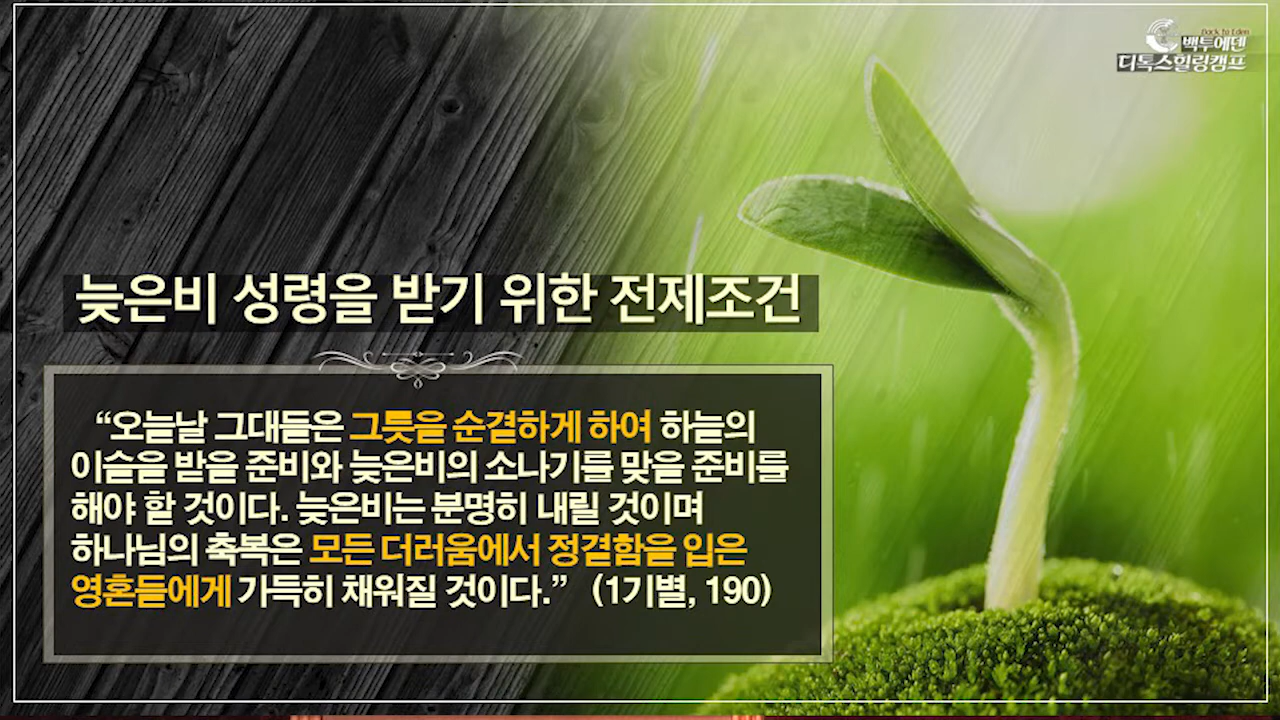 Back to Eden
백투에덴
디톡스힐링캠프
늦은비 성령을 받기 위한 전제조건
“오늘날 그대들은 그릇을 순결하게 하여 하늘의
이슬을 받을 준비와 늦은비의 소나기를 맞을 준비를
해야 할 것이다. 늦은비는 분명히 내릴 것이며
하나님의 축복은 모든 더러움에서 정결함을 입은
영혼들에게 가득히 채워질 것이다.” (1기별, 190)